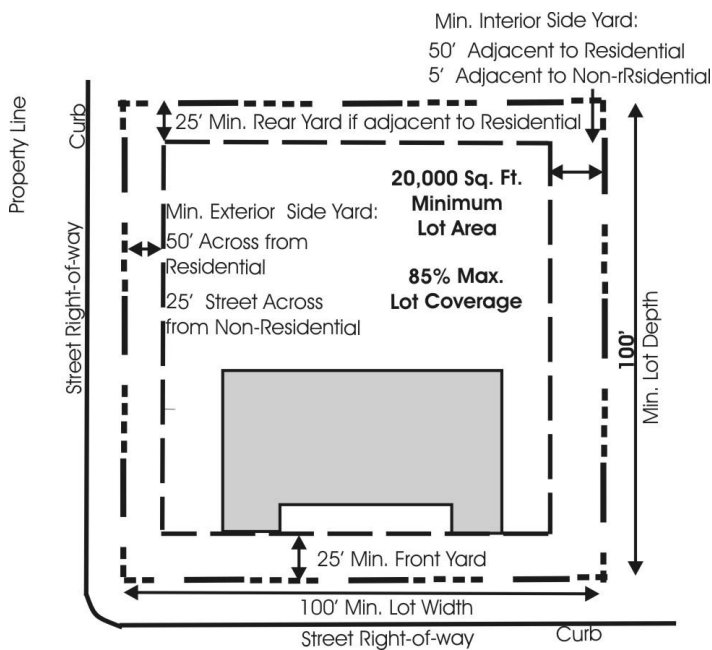 Min. Interior Side Yard:
50' Adjacent to Residential
5' Adjacent to Non-rRsidential
Property Line
Curb
25' Min. Rear Yard if adjacent to Residential
20,000 Sq. Ft.
Minimum
Lot Area
Min. Exterior Side Yard:
50' Across from
Residential
85% Max.
Lot Coverage
25' Street Across
from Non-Residential
Street Right-of-way
100'
Min. Lot Depth
25' Min. Front Yard
100' Min. Lot Width
Street Right-of-way
Curb